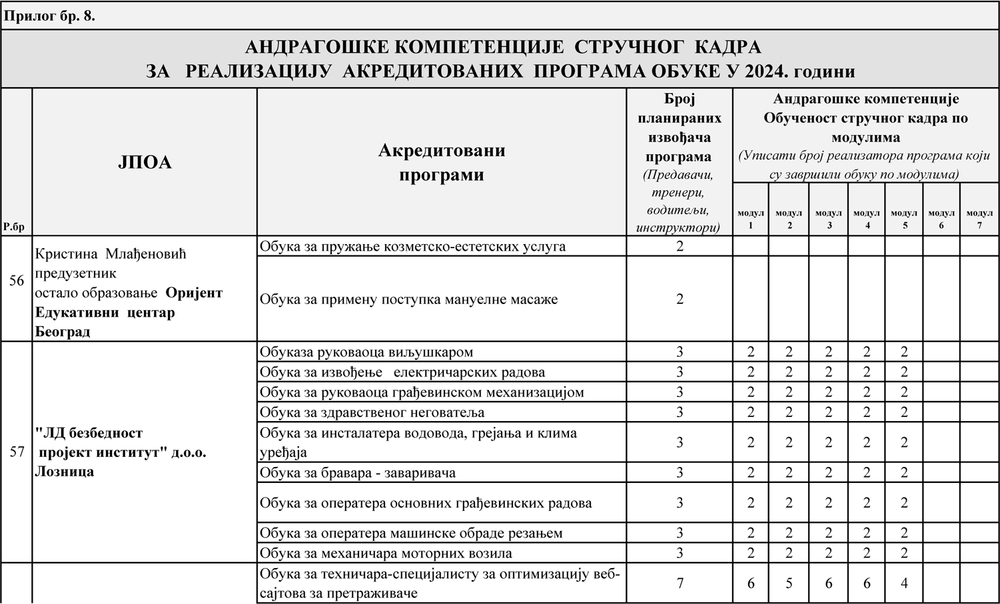 Прилог бр. 8.
АНДРАГОШКЕ КОМПЕТЕНЦИЈЕ СТРУЧНОГ КАДРА
ЗА РЕАЛИЗАЦИЈУ АКРЕДИТОВАНИХ ПРОГРАМА ОБУКЕ У 2024. години
Р.бр
ЈПОА
Акредитовани
програми
Број
планираних
извођача
програма
(Предавачи,
тренери,
водитељи,
инструктори)
Андрагошке компетенције
Обученост стручног кадра по
модулима
(Уписати број реализатора програма који
су завршили обуку по модулима)
модул
1
модул
2
модул
3
модул
4
модул
5
модул
6
модул
7
56
Кристина Млађеновић
предузетник
остало образовање Оријент
Едукативни центар
Београд
Обука за пружање козметско-естетских услуга 2
Обука за примену поступка мануелне масаже 2
57
"ЛД безбедност
пројект институт" д.о.о.
Лозница
Обуказа руковаоца виљушкаром 3 2 2 2 2 2
Обука за извођење електричарских радова 3 2 2 2 2 2
Обука за руковаоца грађевинском механизацијом 3 2 2 2 2 2
Обука за здравственог неговатеља 3 2 2 2 2 2
Обука за инсталатера водовода, грејања и клима
уређаја 3 2 2 2 2 2
Обука за бравара - заваривача 3 2 2 2 2 2
Обука за оператера основних грађевинских радова 3 2 2 2 2 2
Обука за оператера машинске обраде резањем 3 2 2 2 2 2
Обука за механичара моторних возила 3 2 2 2 2 2
Обука за техничара-специјалисту за оптимизацију веб-
сајтова за претраживаче 7 6 5 6 6 4